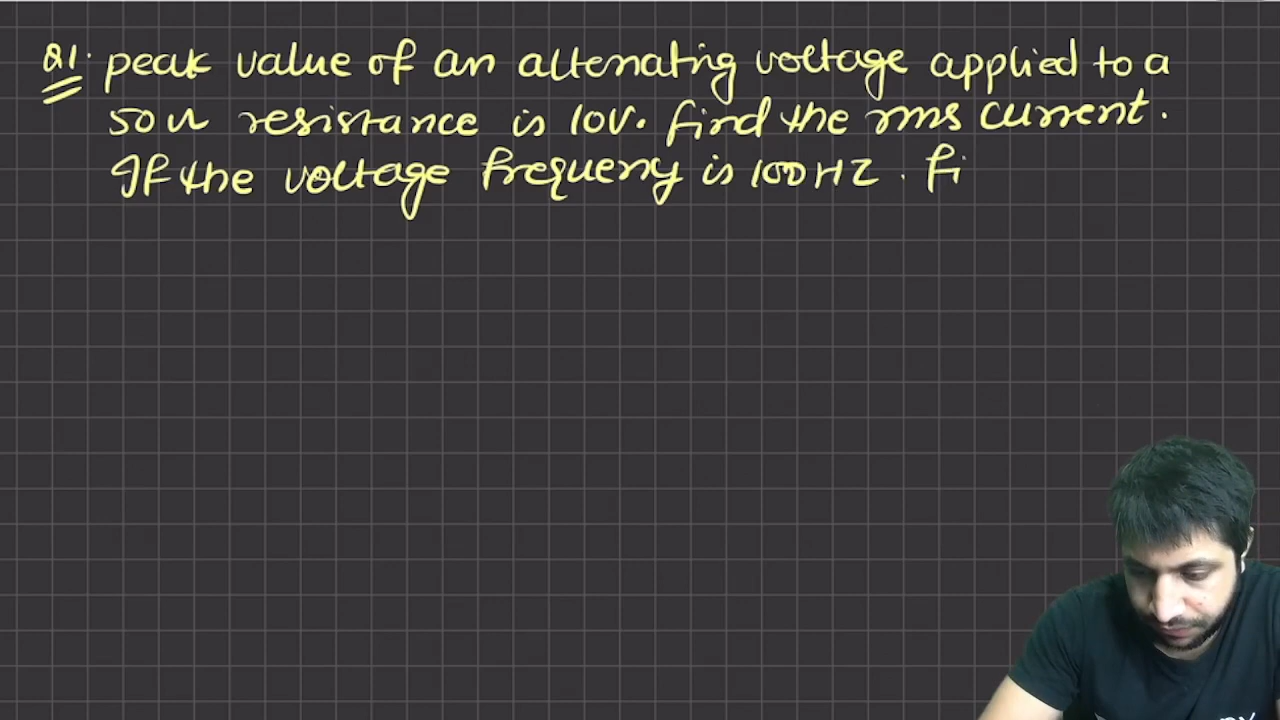 Q1. peak value of an alternating voltage applied to a
50Ω resistance is 10V. find the rms current.
If the voltage frequency is 100HZ. fi